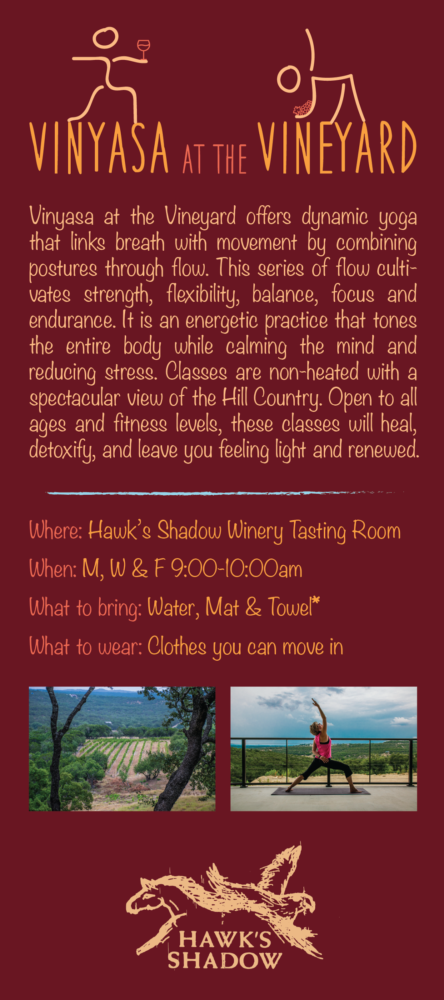 VINYASA AT THE VINEYARD
Vinyasa at the Vineyard offers dynamic yoga
that links breath with movement by combining
postures through flow. This series of flow culti-
vates strength, flexibility, balance, focus and
endurance. It is an energetic practice that tones
the entire body while calming the mind and
reducing stress. Classes are non-heated with a
spectacular view of the Hill Country. Open to all
ages and fitness levels, these classes will heal,
detoxify, and leave you feeling light and renewed.
Where: Hawk's Shadow Winery Tasting Room
When: M, W & F 9:00-10:00am
What to bring: Water, Mat & Towel*
What to wear: Clothes you can move in
HAWK'S
SHADOW